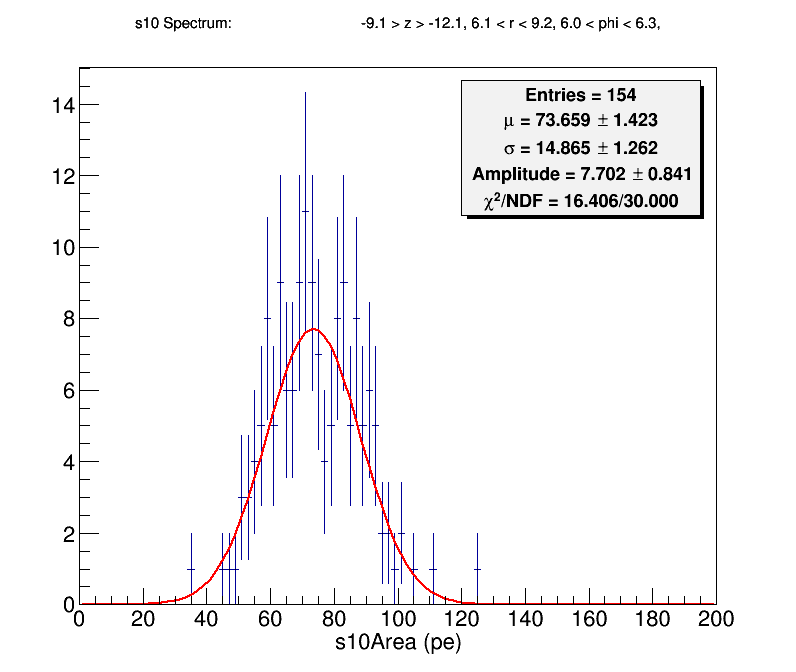 s10 Spectrum: -9.1 > z > -12.1, 6.1 < r < 9.2, 6.0 < phi < 6.3,
Entries = 154
μ = 73.659 ± 1.423
σ = 14.865 ± 1.262
Amplitude = 7.702 ± 0.841
χ²/NDF = 16.406/30.000
14
12
10
8
6
4
2
0
0 20 40 60 80 100 120 140 160 180 200
s10Area (pe)